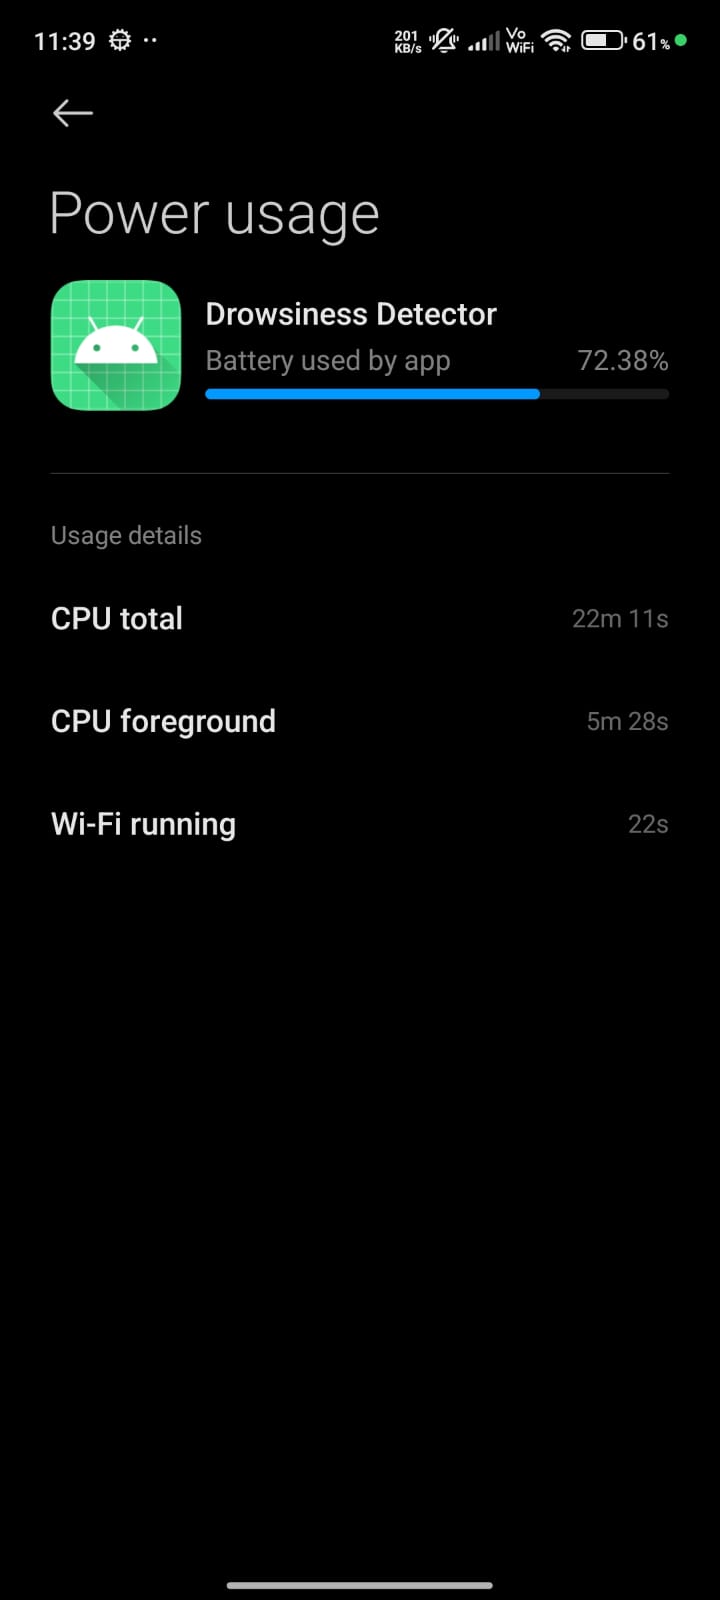 11:39 201 KB/s Vo WiFi 61%
Power usage
Drowsiness Detector
Battery used by app 72.38%
Usage details
CPU total 22m 11s
CPU foreground 5m 28s
Wi-Fi running 22s